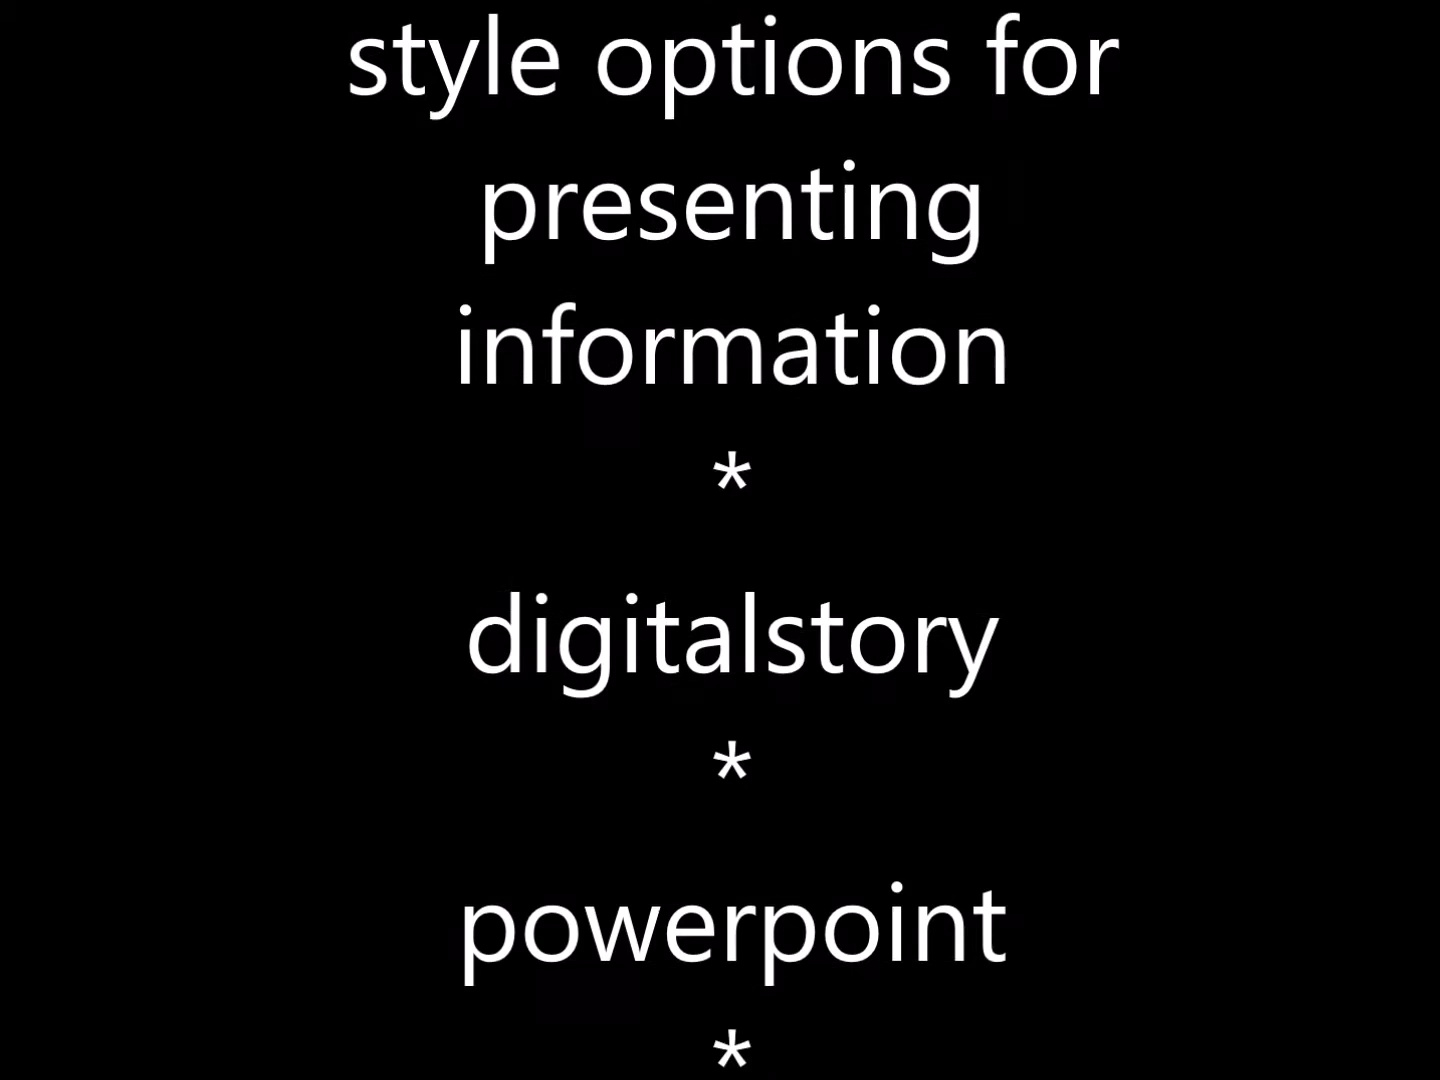 style options for
presenting
information
*
digitalstory
*
powerpoint
*